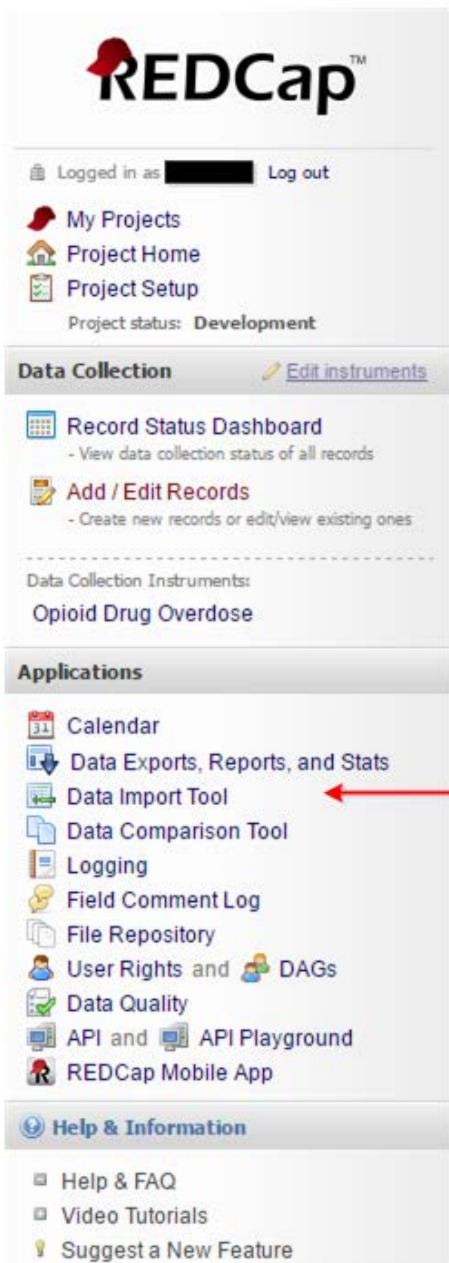 REDCap™
Logged in as Log out
My Projects
Project Home
Project Setup
Project status: Development
Data Collection Edit instruments
Record Status Dashboard
- View data collection status of all records
Add / Edit Records
- Create new records or edit/view existing ones
Data Collection Instruments:
Opioid Drug Overdose
Applications
31 Calendar
Data Exports, Reports, and Stats
Data Import Tool
Data Comparison Tool
Logging
Field Comment Log
File Repository
User Rights and DAGs
Data Quality
API and API Playground
REDCap Mobile App
Help & Information
Help & FAQ
Video Tutorials
Suggest a New Feature